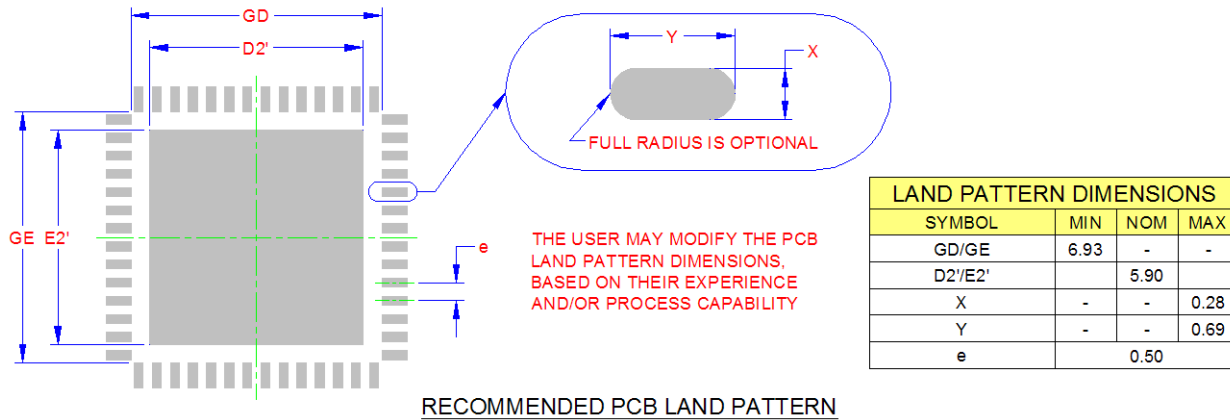 GD
D2'
Y
X
FULL RADIUS IS OPTIONAL
GE E2'
e
THE USER MAY MODIFY THE PCB
LAND PATTERN DIMENSIONS,
BASED ON THEIR EXPERIENCE
AND/OR PROCESS CAPABILITY
LAND PATTERN DIMENSIONS
SYMBOL MIN NOM MAX
GD/GE 6.93 - -
D2'/E2' 5.90
X - - 0.28
Y - - 0.69
e 0.50
RECOMMENDED PCB LAND PATTERN